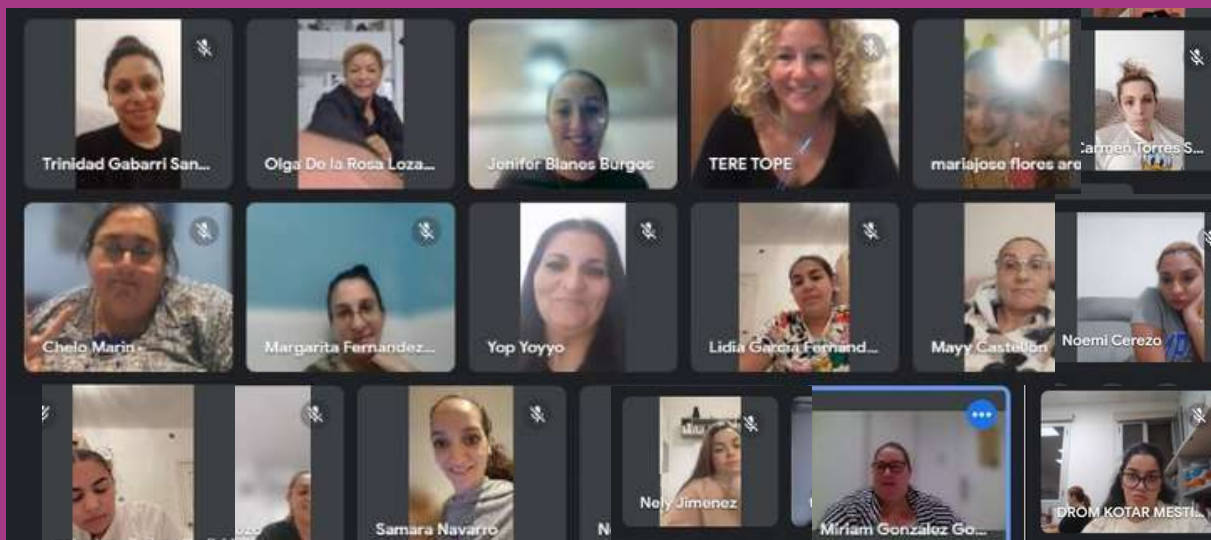 Trinidad Gabarri San...
Olga De la Rosa Loza...
Jenifer Blanes Burgos
TERE TOPE
mariajose flores are
Carmen Torres S...
Chelo Marin
Margarita Fernandez...
Yop Yoyyo
Lidia García Fernand...
Mayy Castellon
Noemi Cerezo
Samara Navarro
Nely Jimenez
Miriam González Go...
DROM KOTAR MESTI...